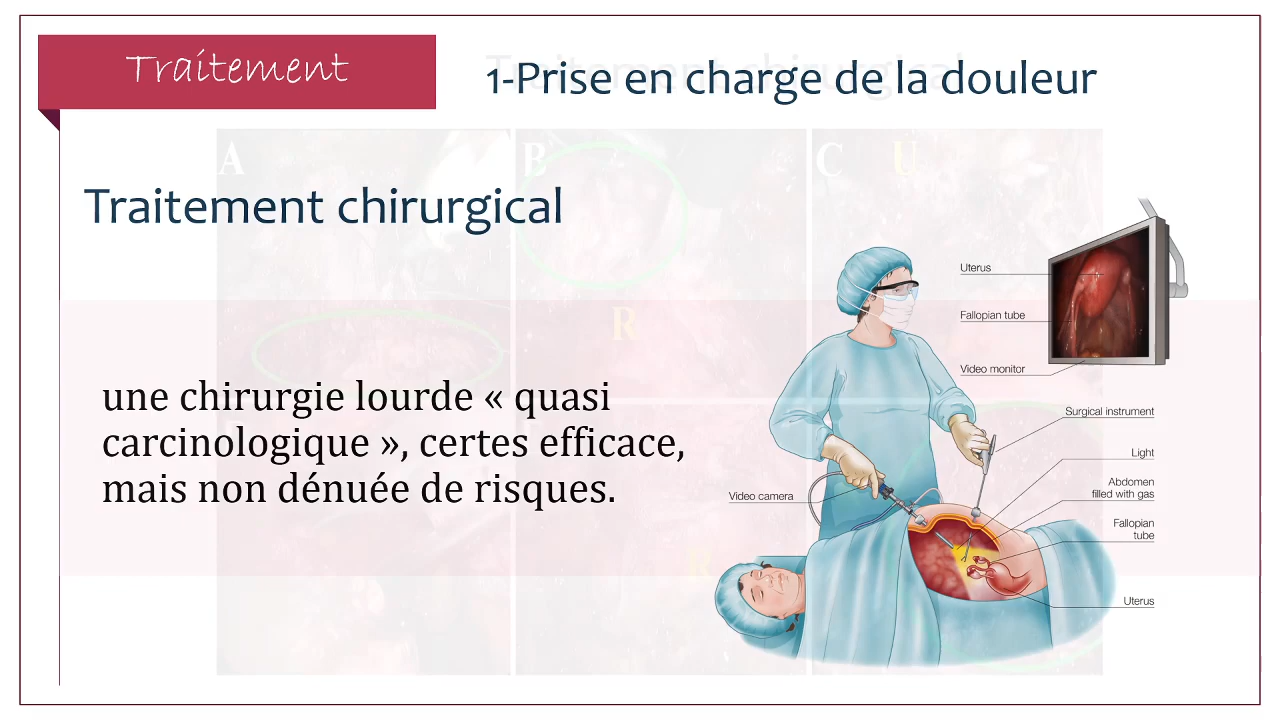 Traitement
1-Prise en charge de la douleur
Traitement chirurgical
A
B
C
U
Traitement chirurgical
R
une chirurgie lourde « quasi
carcinologique », certes efficace,
mais non dénuée de risques.
R
Uterus
Fallopian tube
Video monitor
Surgical instrument
Light
Abdomen
filled with gas
Video camera
Fallopian
tube
Uterus